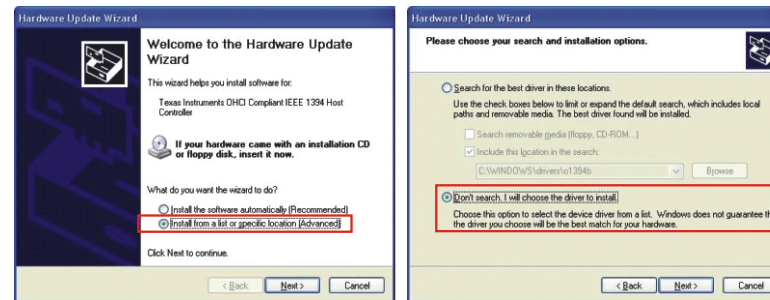 Hardware Update Wizard
Welcome to the Hardware Update
Wizard
This wizard helps you install software for:
Texas Instruments OHCI Compliant IEEE 1394 Host
Controller
If your hardware came with an installation CD
or floppy disk, insert it now.
What do you want the wizard to do?
Install the software automatically (Recommended)
Install from a list or specific location (Advanced)
Click Next to continue.
< Back
Next >
Cancel
Hardware Update Wizard
Please choose your search and installation options.
Search for the best driver in these locations.
Use the check boxes below to limit or expand the default search, which includes local
paths and removable media. The best driver found will be installed.
Search removable media (floppy, CD-ROM...)
Include this location in the search:
C:\WINDOWS\drivers\o1394b
Browse
Don't search. I will choose the driver to install.
Choose this option to select the device driver from a list. Windows does not guarantee
the driver you choose will be the best match for your hardware.
< Back
Next >
Cancel